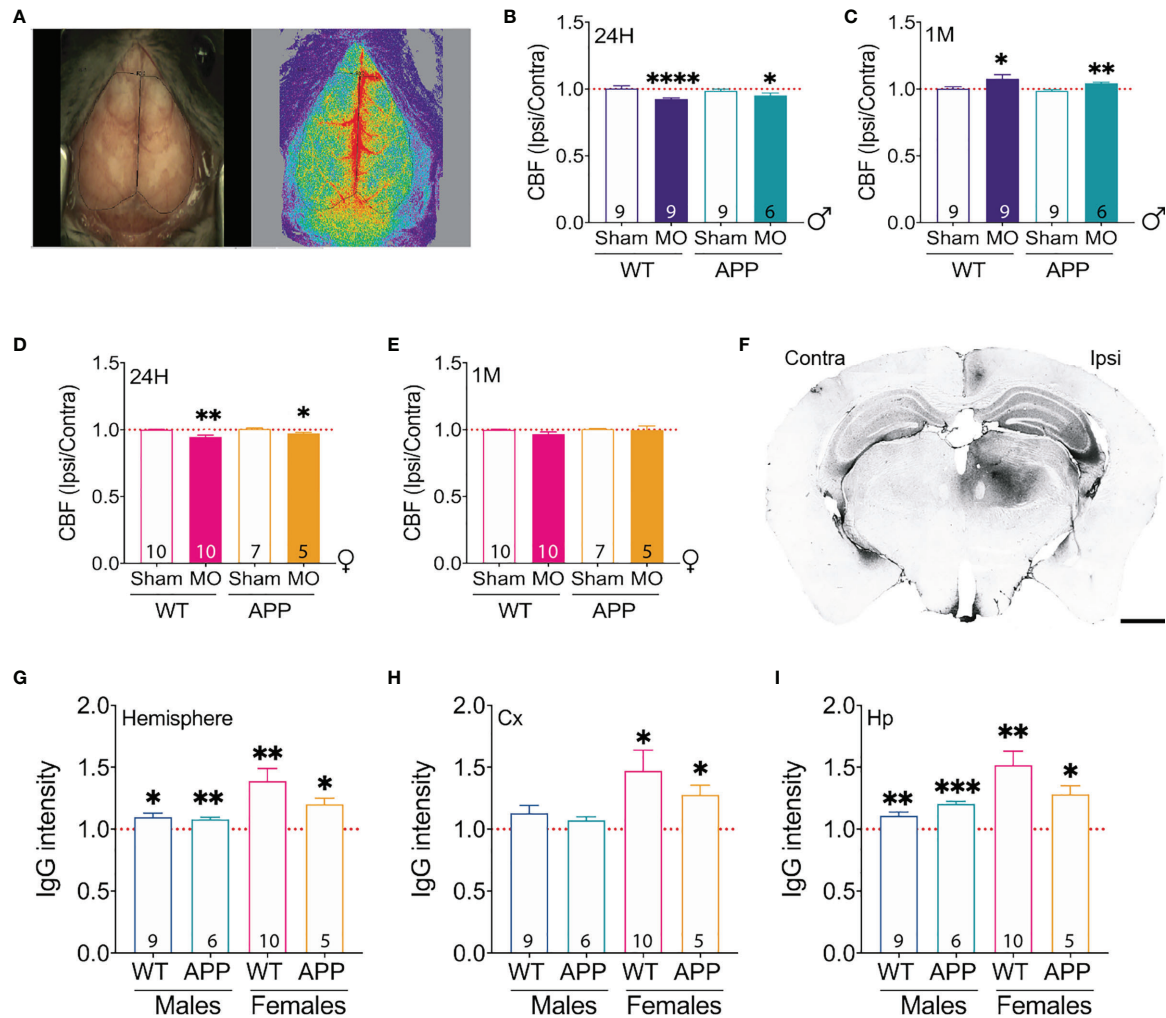 A
B
24H
****
*
CBF (Ipsi/Contra)
1.5
1.0
0.5
0.0
9
9
9
6
♂
Sham MO
Sham MO
WT
APP
C
1M
*
**
CBF (Ipsi/Contra)
1.5
1.0
0.5
0.0
9
9
9
6
♂
Sham MO
Sham MO
WT
APP
D
24H
**
*
CBF (Ipsi/Contra)
1.5
1.0
0.5
0.0
10
10
7
5
♀
Sham MO
Sham MO
WT
APP
E
1M
CBF (Ipsi/Contra)
1.5
1.0
0.5
0.0
10
10
7
5
♀
Sham MO
Sham MO
WT
APP
F
Contra
Ipsi
G
Hemisphere
*
**
**
*
IgG intensity
2.0
1.5
1.0
0.5
0.0
9
6
10
5
WT APP WT APP
Males Females
H
Cx
*
*
IgG intensity
2.0
1.5
1.0
0.5
0.0
9
6
10
5
WT APP WT APP
Males Females
I
Hp
**
***
**
*
IgG intensity
2.0
1.5
1.0
0.5
0.0
9
6
10
5
WT APP WT APP
Males Females